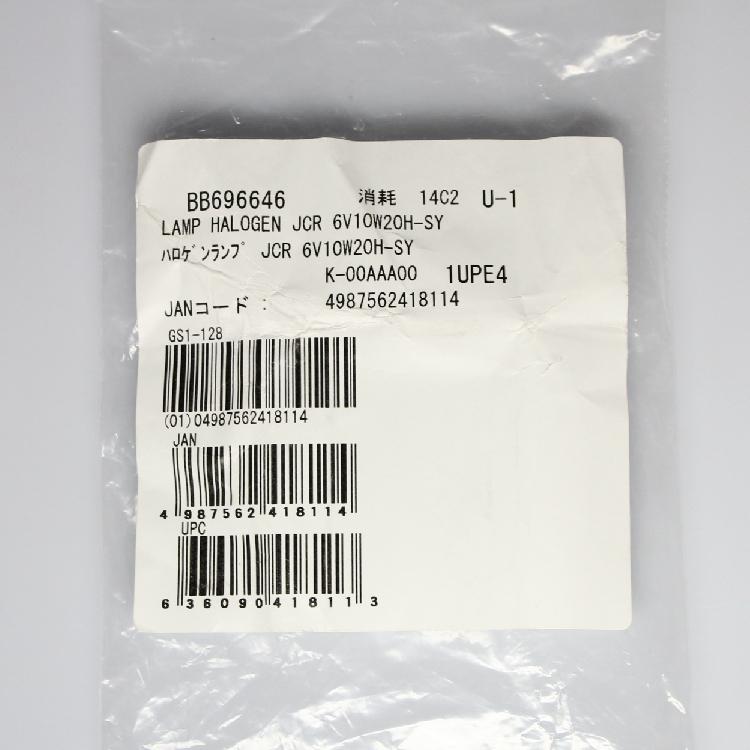 BB696646 消耗 14C2 U-1
LAMP HALOGEN JCR 6V10W20H-SY
ﾊﾛｹﾞﾝﾗﾝﾌﾟ JCR 6V10W20H-SY
K-00AAA00 1UPE4
JANコード： 4987562418114
GS1-128
(01)04987562418114
JAN
4 987562 418114
UPC
6 36090 41811 3